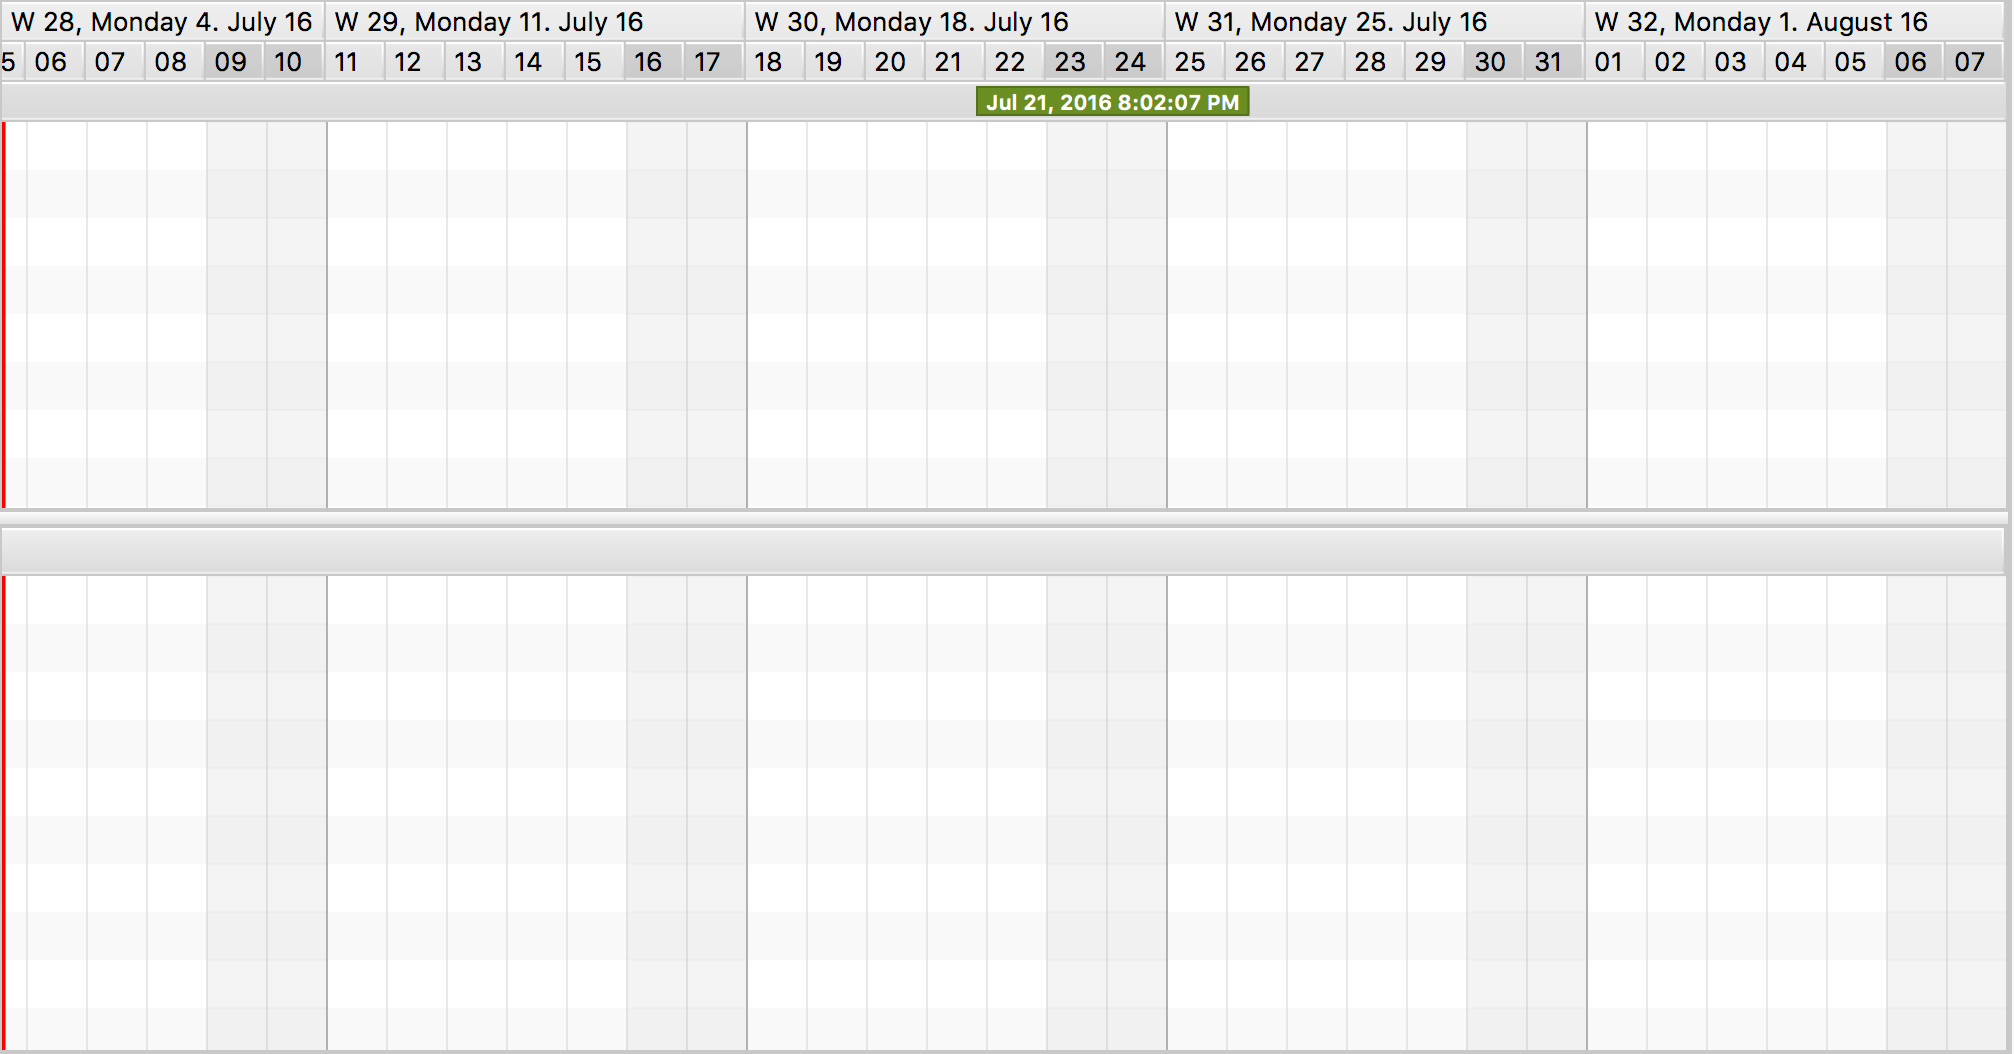 W 28, Monday 4. July 16 W 29, Monday 11. July 16 W 30, Monday 18. July 16 W 31, Monday 25. July 16 W 32, Monday 1. August 16
5 06 07 08 09 10 11 12 13 14 15 16 17 18 19 20 21 22 23 24 25 26 27 28 29 30 31 01 02 03 04 05 06 07
Jul 21, 2016 8:02:07 PM